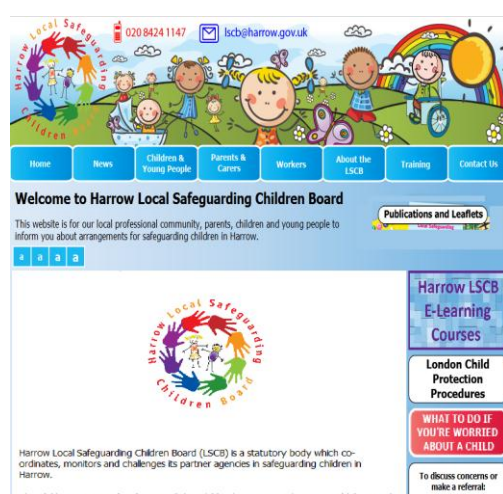 Harrow Local Safeguarding Children Board
020 8424 1147
lscb@harrow.gov.uk
Home
News
Children & Young People
Parents & Carers
Workers
About the LSCB
Training
Contact Us
Welcome to Harrow Local Safeguarding Children Board
This website is for our local professional community, parents, children and young people to
inform you about arrangements for safeguarding children in Harrow.
Publications and Leaflets
Local Safeguarding
a a a a
Harrow Local Safeguarding Children Board
Harrow Local Safeguarding Children Board (LSCB) is a statutory body which co-
ordinates, monitors and challenges its partner agencies in safeguarding children in
Harrow.
Harrow LSCB
E-Learning
Courses
London Child
Protection
Procedures
WHAT TO DO IF
YOU'RE WORRIED
ABOUT A CHILD
To discuss concerns or
make a referral: